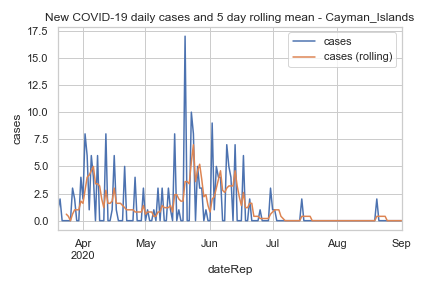 New COVID-19 daily cases and 5 day rolling mean - Cayman_Islands
cases
cases (rolling)
17.5
15.0
12.5
10.0
7.5
5.0
2.5
0.0
cases
Apr
2020
May
Jun
Jul
Aug
Sep
dateRep